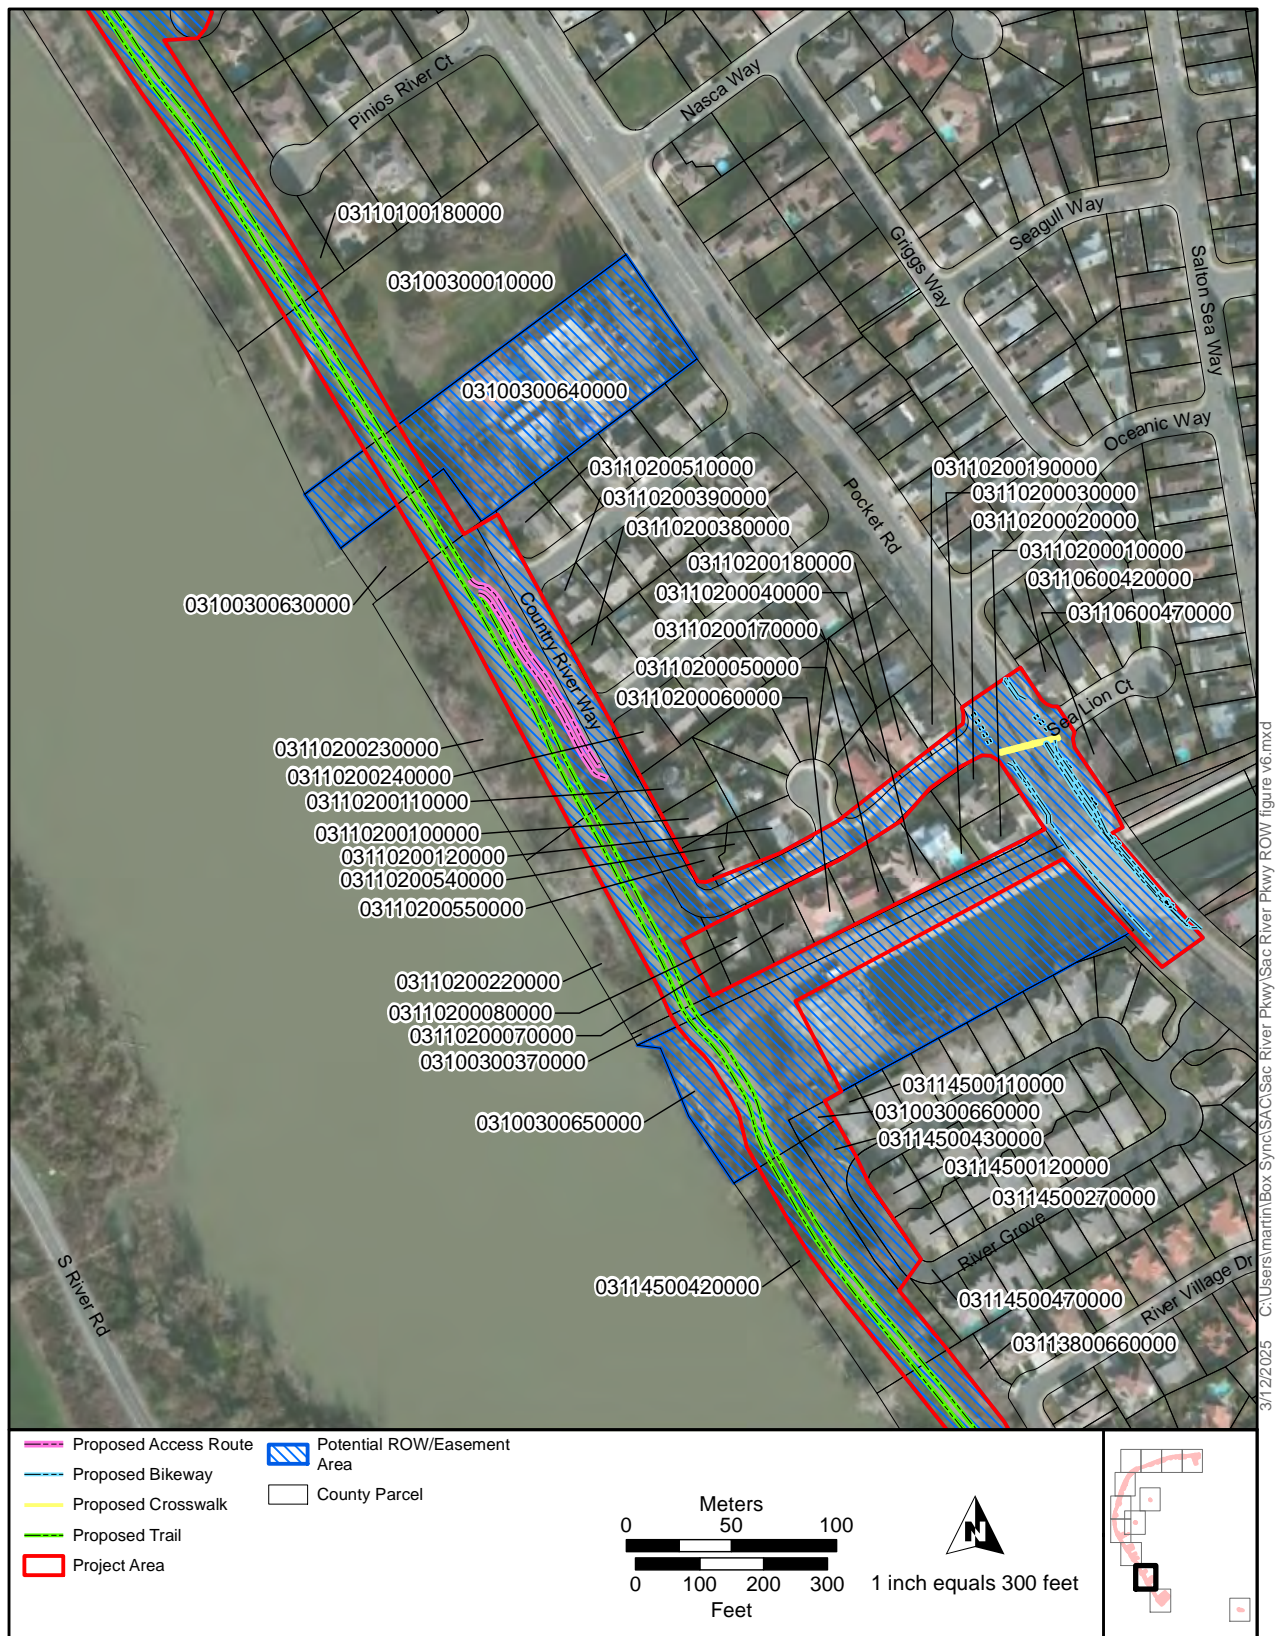 Pinios River Ct
Nasca Way
03110100180000
Seagull Way
Griggs Way
Salton Sea Way
03100300010000
03100300640000
Oceanic Way
03110200510000
03110200190000
03110200390000
03110200030000
Pocket Rd
03110200380000
03110200020000
03110200010000
03110200180000
03110200040000
03110600420000
03100300630000
Country River Way
03110200170000
03110600470000
03110200050000
03110200060000
Sea Lion Ct
03110200230000
03110200240000
03110200110000
03110200100000
03110200120000
03110200540000
03110200550000
03110200220000
03110200080000
03110200070000
03100300370000
03114500110000
03100300660000
03100300650000
03114500430000
03114500120000
03114500270000
River Grove
S River Rd
03114500420000
03114500470000
River Village Dr
03113800660000
3/12/2025 C:\Users\martin\Box Sync\SAC\Sac River Pkwy\Sac River Pkwy ROW figure v6.mxd
Proposed Access Route
Proposed Bikeway
Proposed Crosswalk
Proposed Trail
Project Area
Potential ROW/Easement
Area
County Parcel
Meters
0 50 100
0 100 200 300
Feet
N
1 inch equals 300 feet